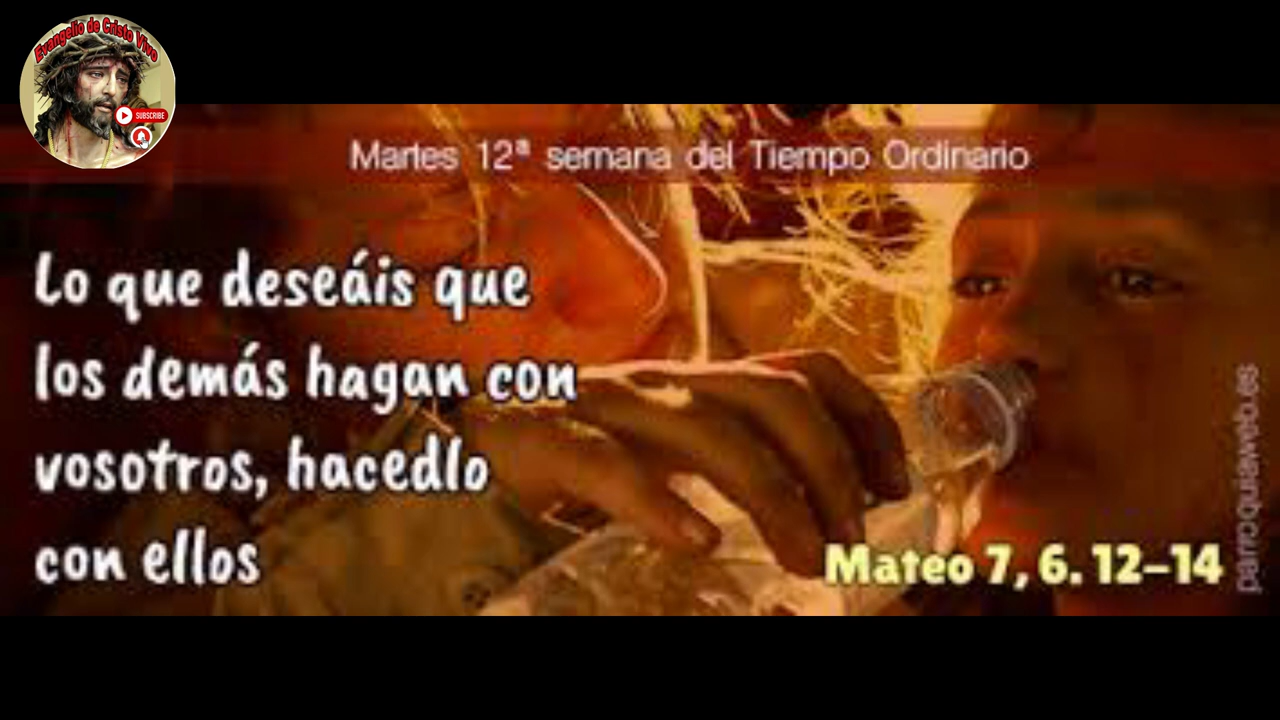 Evangelio de Cristo Vivo
SUBSCRIBE
Martes 12ª semana del Tiempo Ordinario
Lo que deseáis que
los demás hagan con
vosotros, hacedlo
con ellos
Mateo 7, 6. 12-14
parroquiaweb.es